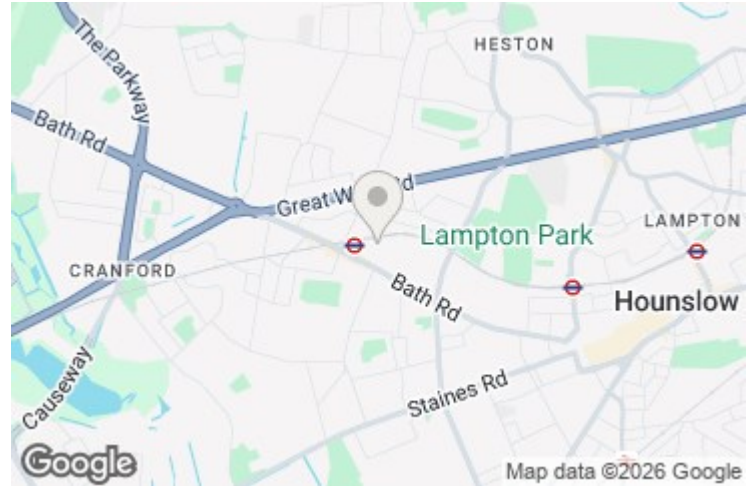 HESTON
The Parkway
Bath Rd
Great W
Rd
Lampton Park
LAMPTON
CRANFORD
Bath Rd
Hounslow
Causeway
Staines Rd
Google
Map data ©2026 Google